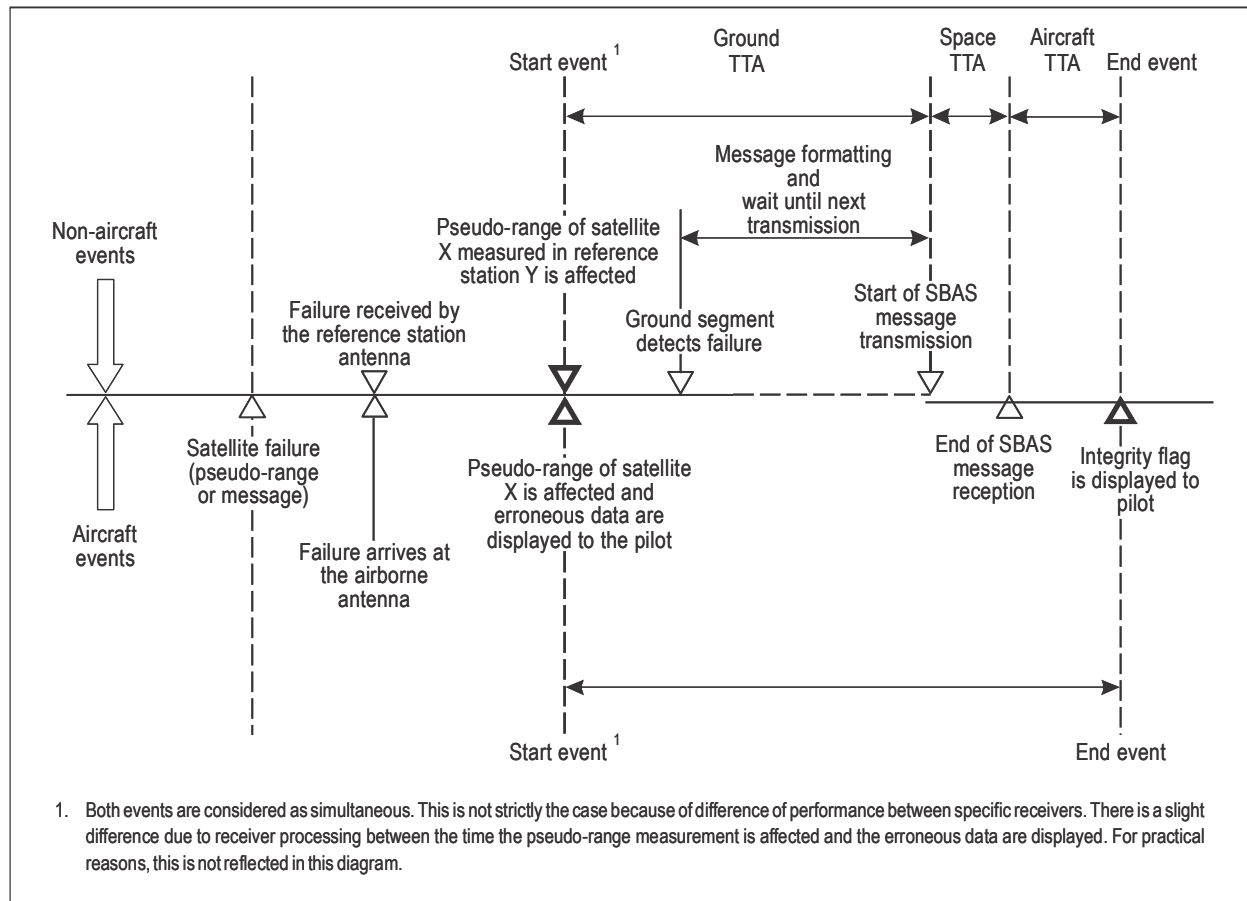 Start event 1
Ground
TTA
Space
TTA
Aircraft
TTA
End event
Message formatting
and
wait until next
transmission
Non-aircraft
events
Pseudo-range of satellite
X measured in reference
station Y is affected
Failure received by
the reference station
antenna
Ground segment
detects failure
Start of SBAS
message
transmission
Satellite failure
(pseudo-range
or message)
Aircraft
events
Failure arrives at
the airborne
antenna
Pseudo-range of satellite
X is affected and
erroneous data are
displayed to the pilot
End of SBAS
message
reception
Integrity flag
is displayed to
pilot
Start event 1
End event
1. Both events are considered as simultaneous. This is not strictly the case because of difference of performance between specific receivers. There is a slight
difference due to receiver processing between the time the pseudo-range measurement is affected and the erroneous data are displayed. For practical
reasons, this is not reflected in this diagram.